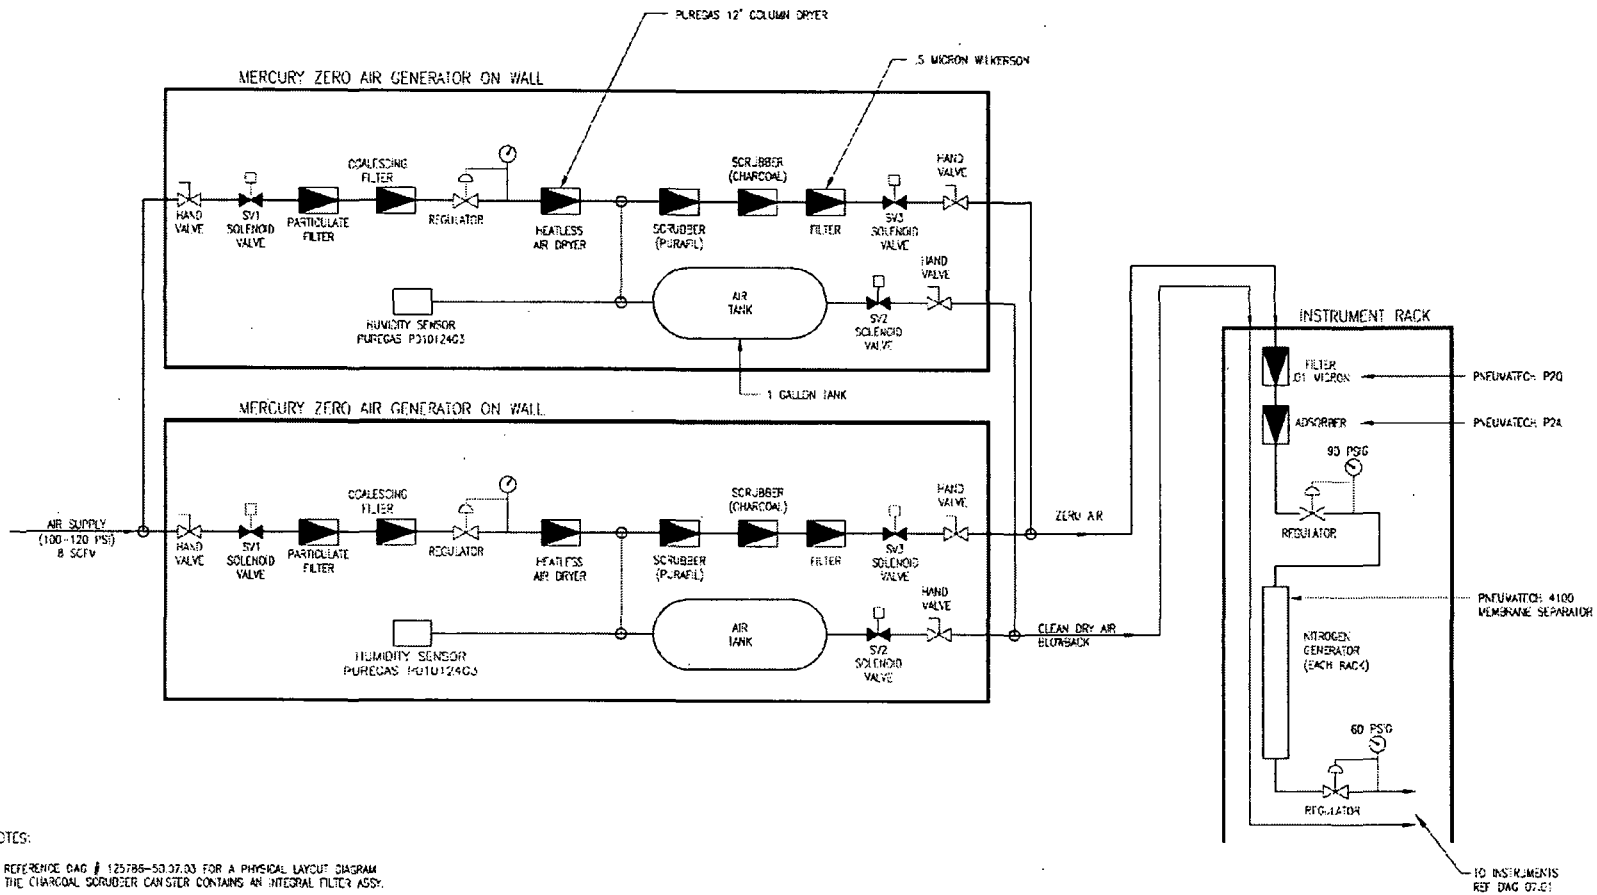 PUREGAS 12" COLUMN DRYER
.5 MICRON WILKERSON
MERCURY ZERO AIR GENERATOR ON WALL
COALESCING
FILTER
SCRUBBER
(CHARCOAL)
HAND
VALVE
HAND
VALVE
SV1
SOLENOID
VALVE
PARTICULATE
FILTER
REGULATOR
HEATLESS
AIR DRYER
SCRUBBER
(PURAFIL)
FILTER
SV3
SOLENOID
VALVE
HAND
VALVE
AIR
TANK
SV2
SOLENOID
VALVE
HUMIDITY SENSOR
PUREGAS P01012403
1 GALLON TANK
MERCURY ZERO AIR GENERATOR ON WALL
COALESCING
FILTER
SCRUBBER
(CHARCOAL)
HAND
VALVE
AIR SUPPLY
(100-120 PSI)
8 SCFM
HAND
VALVE
SV1
SOLENOID
VALVE
PARTICULATE
FILTER
REGULATOR
HEATLESS
AIR DRYER
SCRUBBER
(PURAFIL)
FILTER
SV3
SOLENOID
VALVE
ZERO AIR
HAND
VALVE
AIR
TANK
SV2
SOLENOID
VALVE
CLEAN DRY AIR
BLOWBACK
HUMIDITY SENSOR
PUREGAS
INSTRUMENT RACK
FILTER
.01 MICRON
PNEUMATECH
ADSORBER
PNEUMATECH P2A
REGULATOR
PNEUMATECH 4100
MEMBRANE SEPARATOR
NITROGEN
GENERATOR
(EACH RACK)
60 PSIG
REGULATOR
TO INSTRUMENTS
REF DAG 07.01
OTES:
REFERENCE DAG # 125786-50.07.03 FOR A PHYSICAL LAYOUT DIAGRAM
THE CHARCOAL SCRUBBER CANISTER CONTAINS AN INTEGRAL FILTER ASSY.